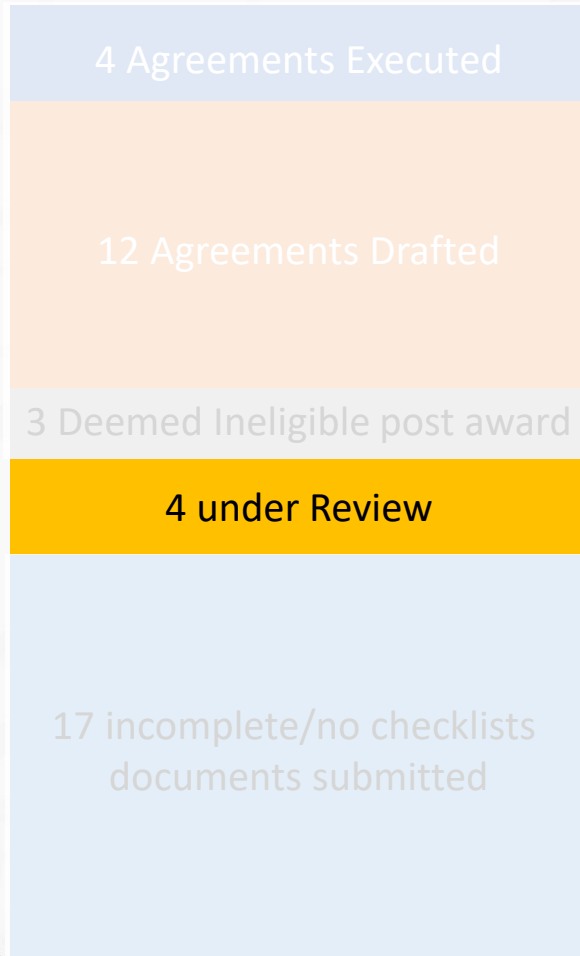 4 Agreements Executed
12 Agreements Drafted
3 Deemed Ineligible post award
4 under Review
17 incomplete/no checklists
documents submitted